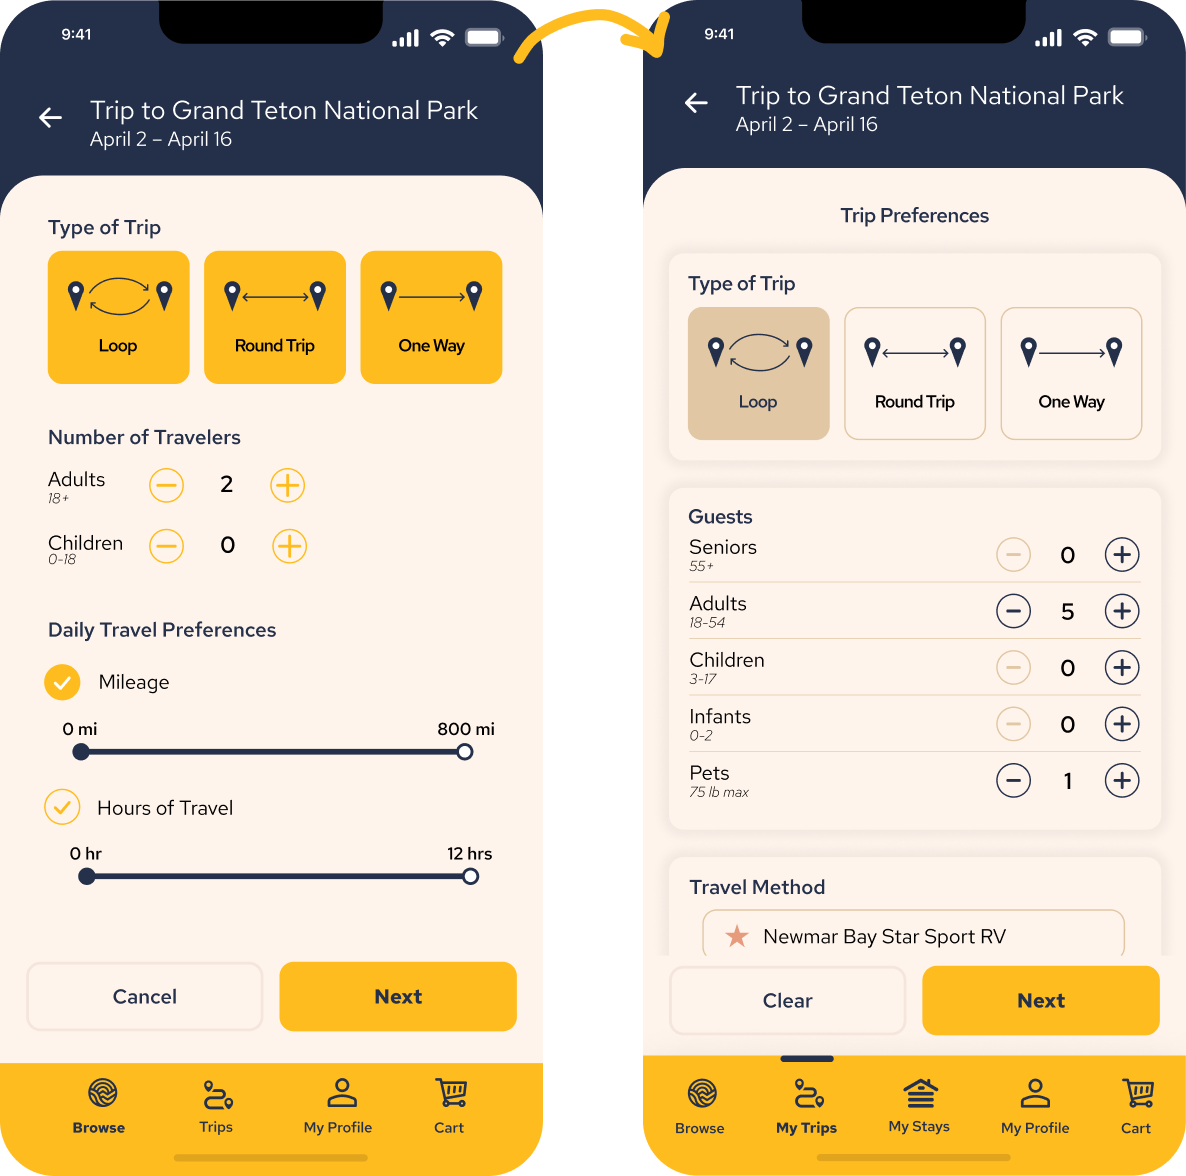 9:41
Trip to Grand Teton National Park
April 2 – April 16
Type of Trip
Loop
Round Trip
One Way
Number of Travelers
Adults
18+
2
Children
0-18
0
Daily Travel Preferences
Mileage
0 mi
800 mi
Hours of Travel
0 hr
12 hrs
Cancel
Next
Browse
Trips
My Profile
Cart
9:41
Trip to Grand Teton National Park
April 2 – April 16
Trip Preferences
Type of Trip
Loop
Round Trip
One Way
Guests
Seniors
55+
0
Adults
18-54
5
Children
3-17
0
Infants
0-2
0
Pets
75 lb max
1
Travel Method
Newmar Bay Star Sport RV
Clear
Next
Browse
My Trips
My Stays
My Profile
Cart